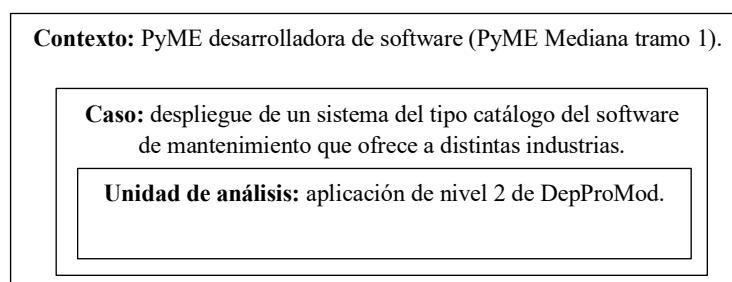 Contexto: PyME desarrolladora de software (PyME Mediana tramo 1).
Caso: despliegue de un sistema del tipo catálogo del software
de mantenimiento que ofrece a distintas industrias.
Unidad de análisis: aplicación de nivel 2 de DepProMod.